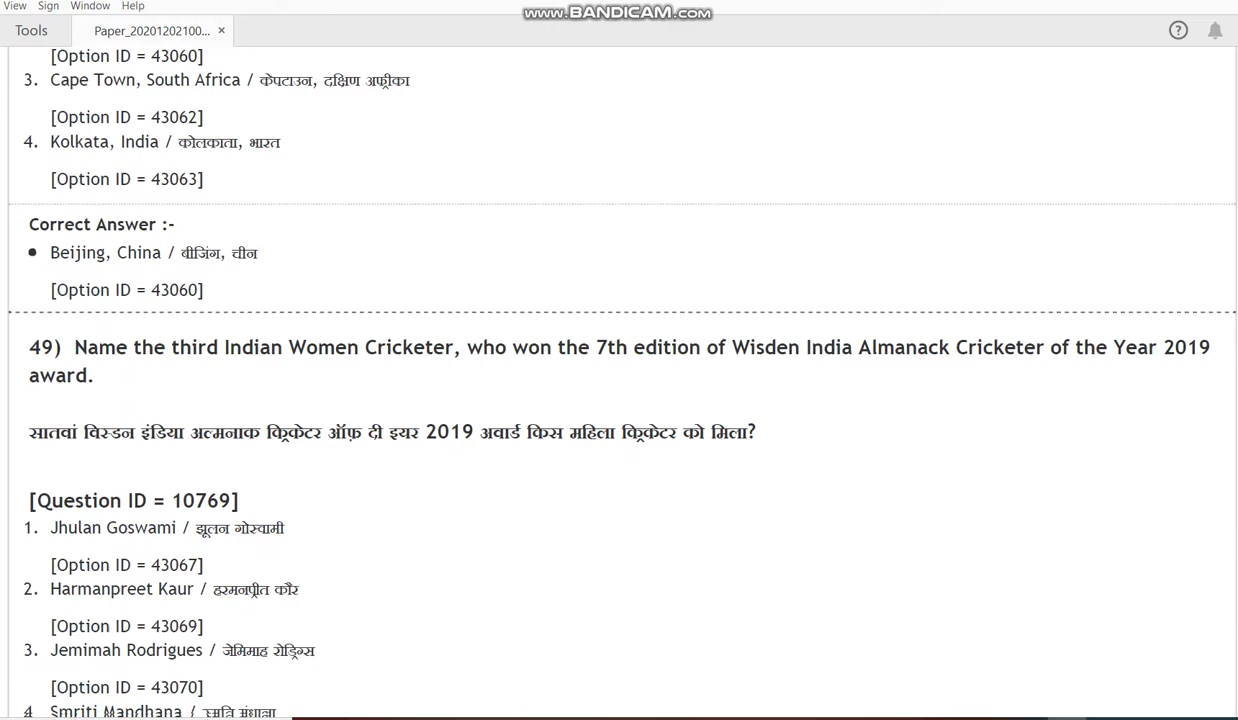 View Sign Window Help
www.BANDICAM.com
Tools Paper_20201202100... ×
[Option ID = 43060]
3. Cape Town, South Africa / केपटाउन, दक्षिण अफ्रीका
[Option ID = 43062]
4. Kolkata, India / कोलकाता, भारत
[Option ID = 43063]
Correct Answer :-
• Beijing, China / बीजिंग, चीन
[Option ID = 43060]
49) Name the third Indian Women Cricketer, who won the 7th edition of Wisden India Almanack Cricketer of the Year 2019
award.
सातवां विस्डन इंडिया अल्मनाक क्रिकेटर ऑफ़ दी इयर 2019 अवार्ड किस महिला क्रिकेटर को मिला?
[Question ID = 10769]
1. Jhulan Goswami / झूलन गोस्वामी
[Option ID = 43067]
2. Harmanpreet Kaur / हरमनप्रीत कौर
[Option ID = 43069]
3. Jemimah Rodrigues / जेमिमाह रोड्रिग्स
[Option ID = 43070]
4. Smriti Mandhana / स्मृति मंधाना